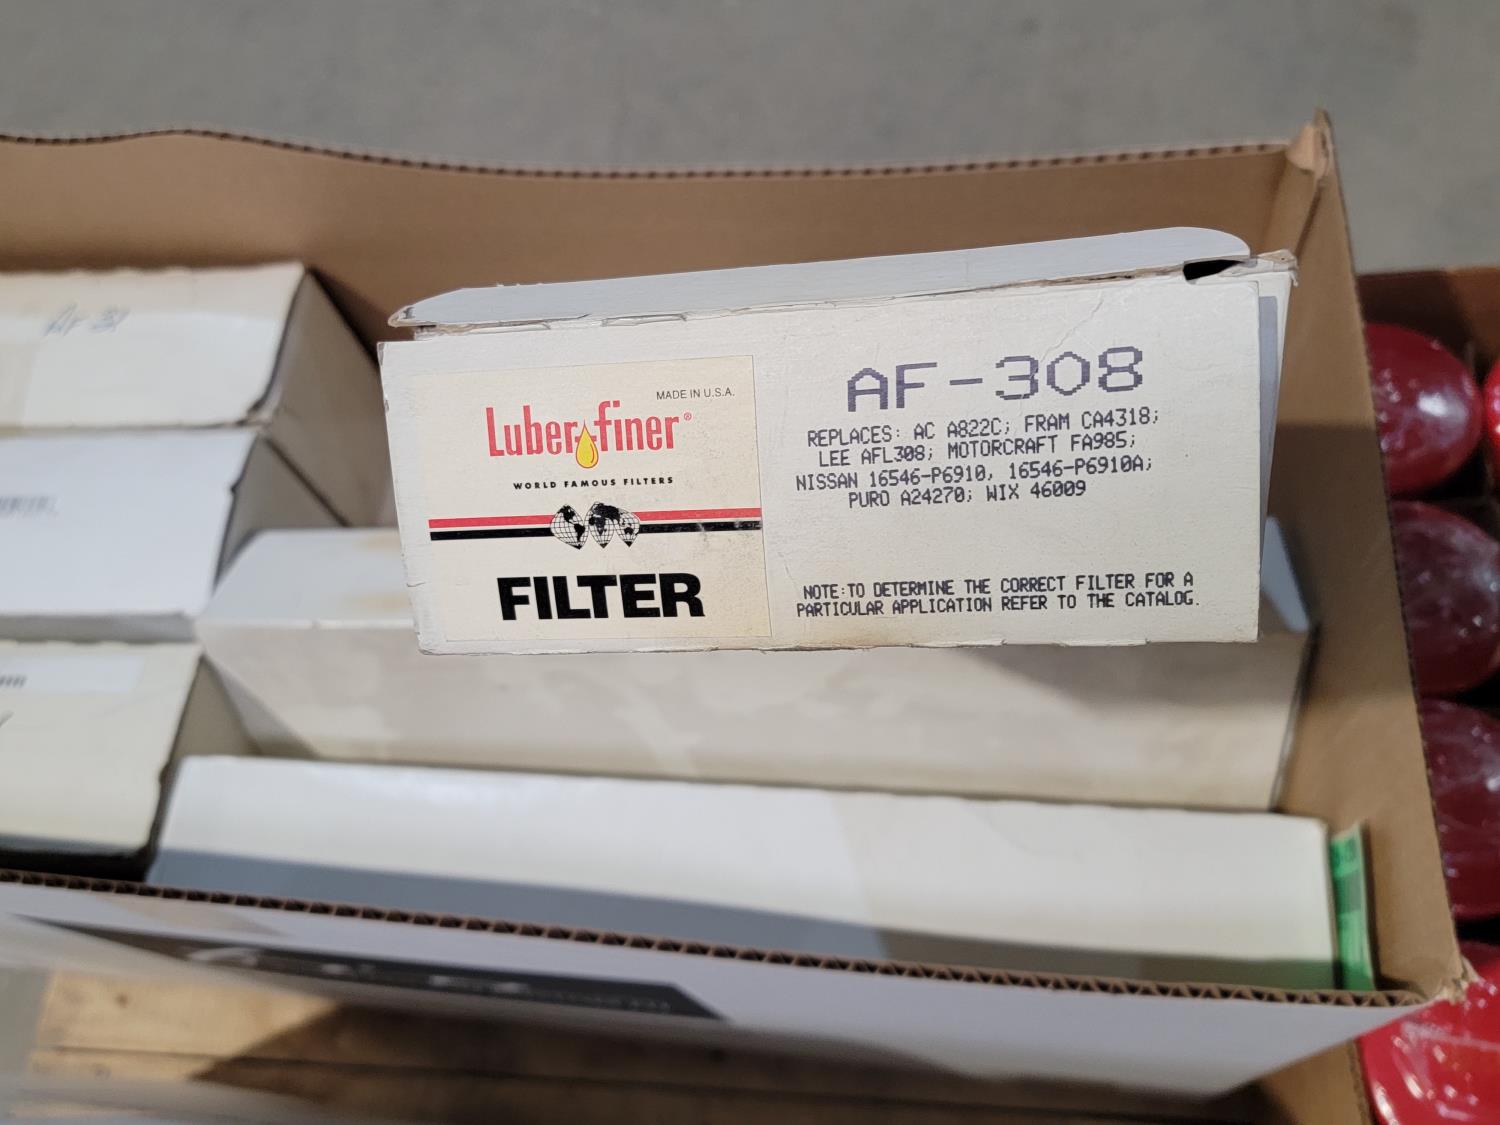 MADE IN U.S.A.
Luber-finer®
WORLD FAMOUS FILTERS
FILTER
AF-308
REPLACES: AC A822C; FRAM CA4318;
LEE AFL308; MOTORCRAFT FA985;
NISSAN 16546-P6910, 16546-P6910A;
PURO A24270; WIX 46009
NOTE:TO DETERMINE THE CORRECT FILTER FOR A
PARTICULAR APPLICATION REFER TO THE CATALOG.